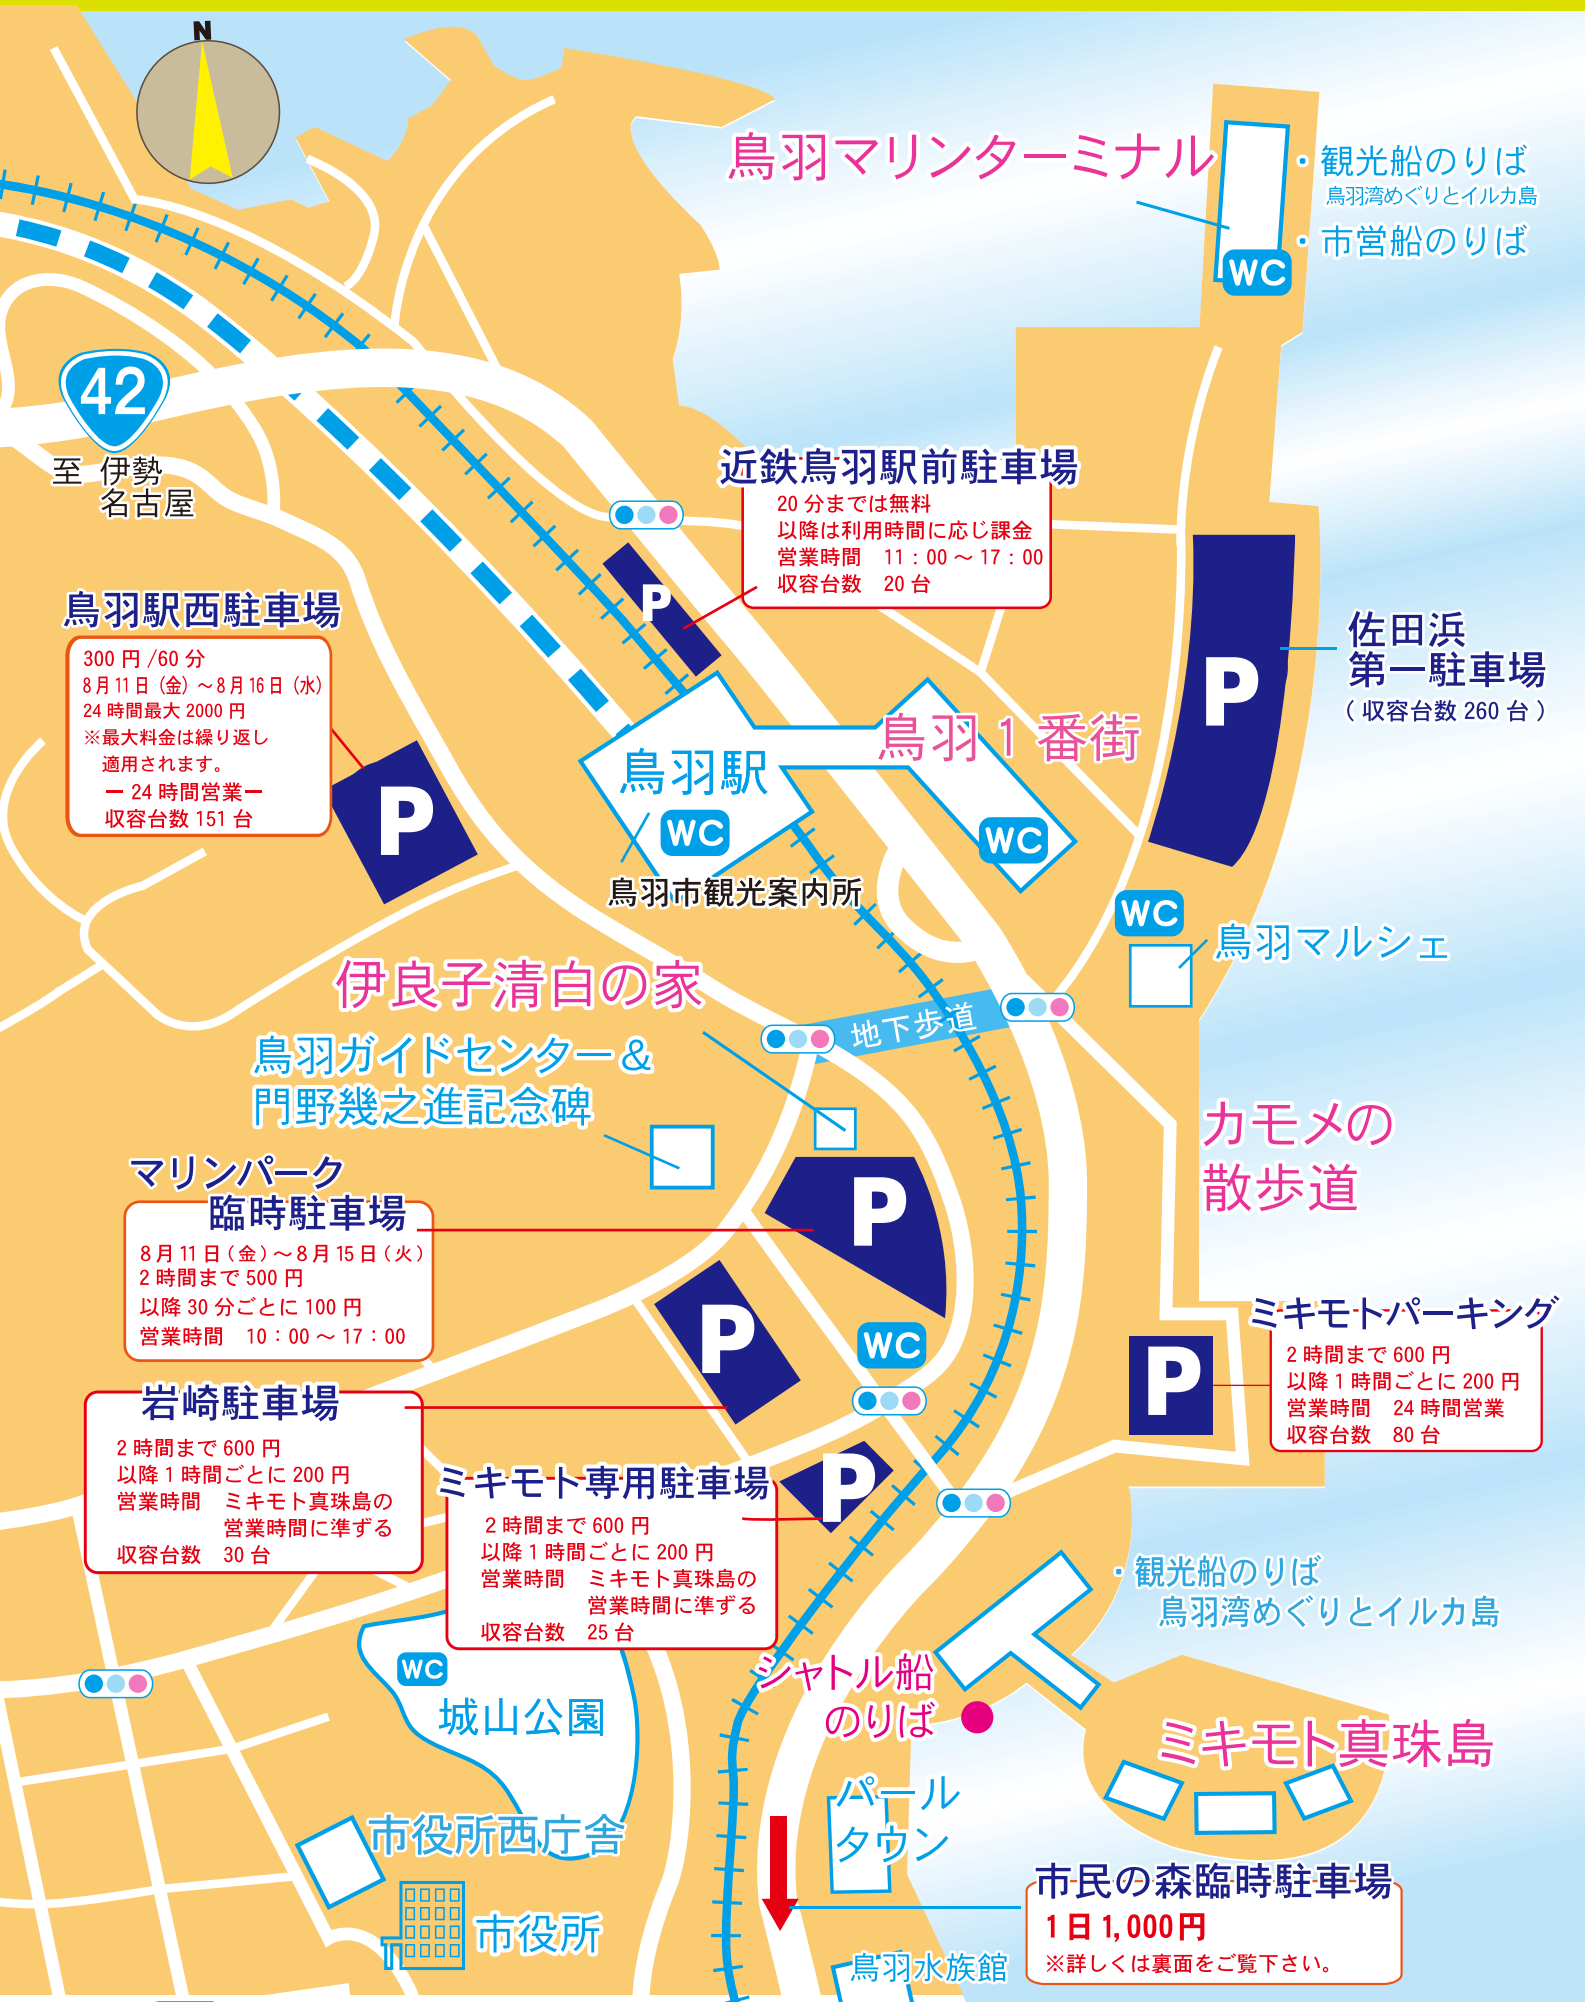 N
鳥羽マリンターミナル
・観光船のりば
鳥羽湾めぐりとイルカ島
・市営船のりば
WC
42
至 伊勢
名古屋
近鉄鳥羽駅前駐車場
20分までは無料
以降は利用時間に応じ課金
営業時間 11：00～17：00
収容台数 20台
P
鳥羽駅西駐車場
300円/60分
8月11日（金）～8月16日（水）
24時間最大2000円
※最大料金は繰り返し
適用されます。
ー24時間営業ー
収容台数151台
P
佐田浜
第一駐車場
（収容台数260台）
P
鳥羽駅
WC
鳥羽市観光案内所
鳥羽1番街
WC
WC
鳥羽マルシェ
伊良子清白の家
地下歩道
鳥羽ガイドセンター＆
門野幾之進記念碑
カモメの
散歩道
マリンパーク
臨時駐車場
8月11日（金）～8月15日（火）
2時間まで500円
以降30分ごとに100円
営業時間 10：00～17：00
P
P
WC
ミキモトパーキング
2時間まで600円
以降1時間ごとに200円
営業時間 24時間営業
収容台数 80台
P
岩崎駐車場
2時間まで600円
以降1時間ごとに200円
営業時間 ミキモト真珠島の
営業時間に準ずる
収容台数 30台
ミキモト専用駐車場
2時間まで600円
以降1時間ごとに200円
営業時間 ミキモト真珠島の
営業時間に準ずる
収容台数 25台
P
・観光船のりば
鳥羽湾めぐりとイルカ島
WC
城山公園
シャトル船
のりば
ミキモト真珠島
パール
タウン
市役所西庁舎
市役所
市民の森臨時駐車場
1日1,000円
※詳しくは裏面をご覧下さい。
鳥羽水族館